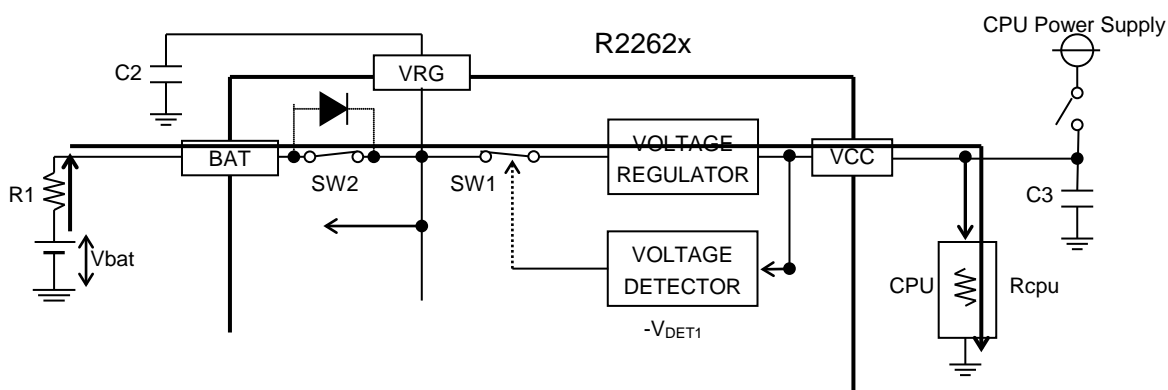 CPU Power Supply
R2262x
C2
VRG
BAT
SW2
SW1
VOLTAGE
REGULATOR
VCC
R1
C3
Vbat
VOLTAGE
DETECTOR
-VDET1
CPU
Rcpu